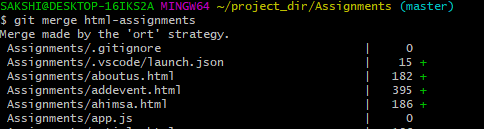 SAKSHI@DESKTOP-16IKS2A MINGW64 ~/project_dir/Assignments (master)
$ git merge html-assignments
Merge made by the 'ort' strategy.
 Assignments/.gitignore | 0
 Assignments/.vscode/launch.json | 15 +
 Assignments/aboutus.html | 182 +
 Assignments/addevent.html | 395 +
 Assignments/ahimsa.html | 186 +
 Assignments/app.js | 0